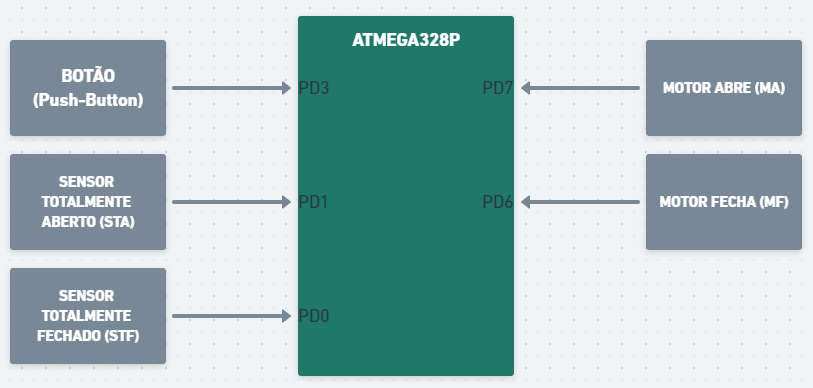 ATMEGA328P
BOTÃO
(Push-Button)
PD3
PD7
MOTOR ABRE (MA)
SENSOR
TOTALMENTE
ABERTO (STA)
PD1
PD6
MOTOR FECHA (MF)
SENSOR
TOTALMENTE
FECHADO (STF)
PD0